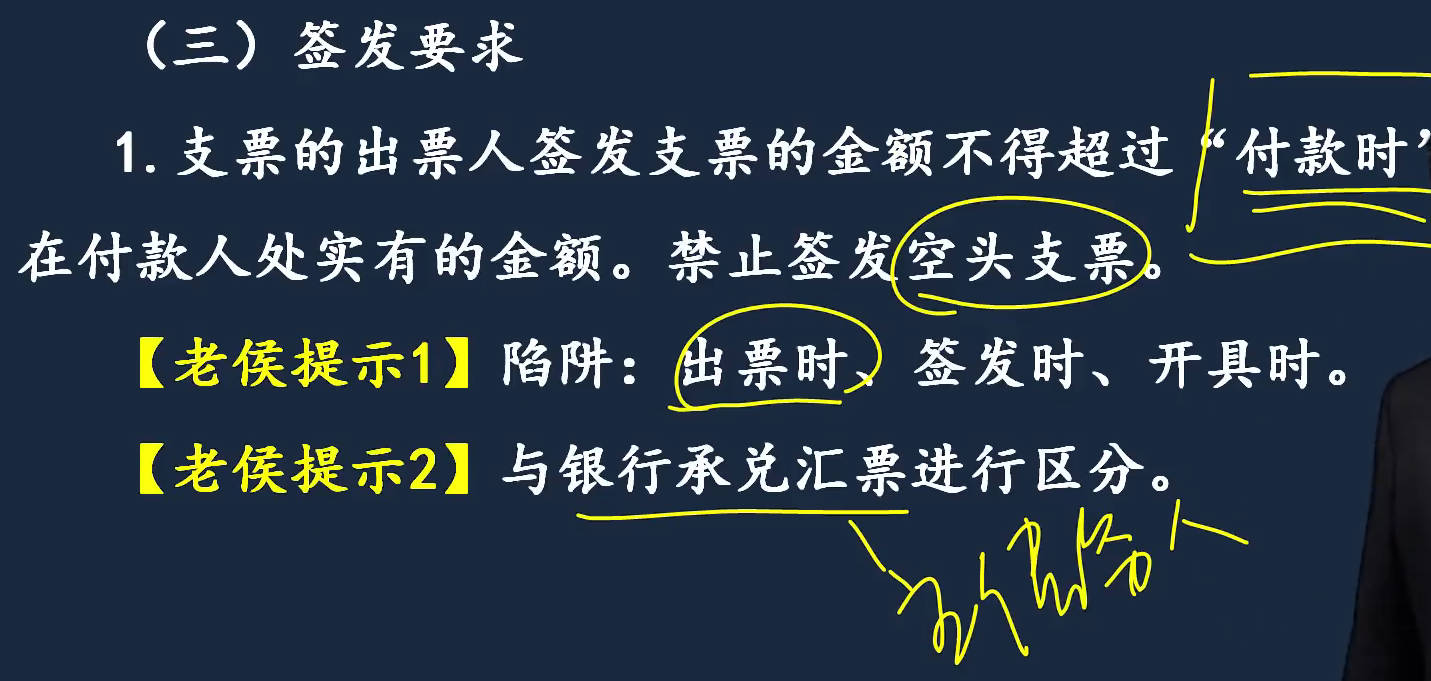 （三）签发要求
1.支票的出票人签发支票的金额不得超过“付款时”
在付款人处实有的金额。禁止签发空头支票。
【老侯提示1】陷阱：出票时、签发时、开具时。
【老侯提示2】与银行承兑汇票进行区分。